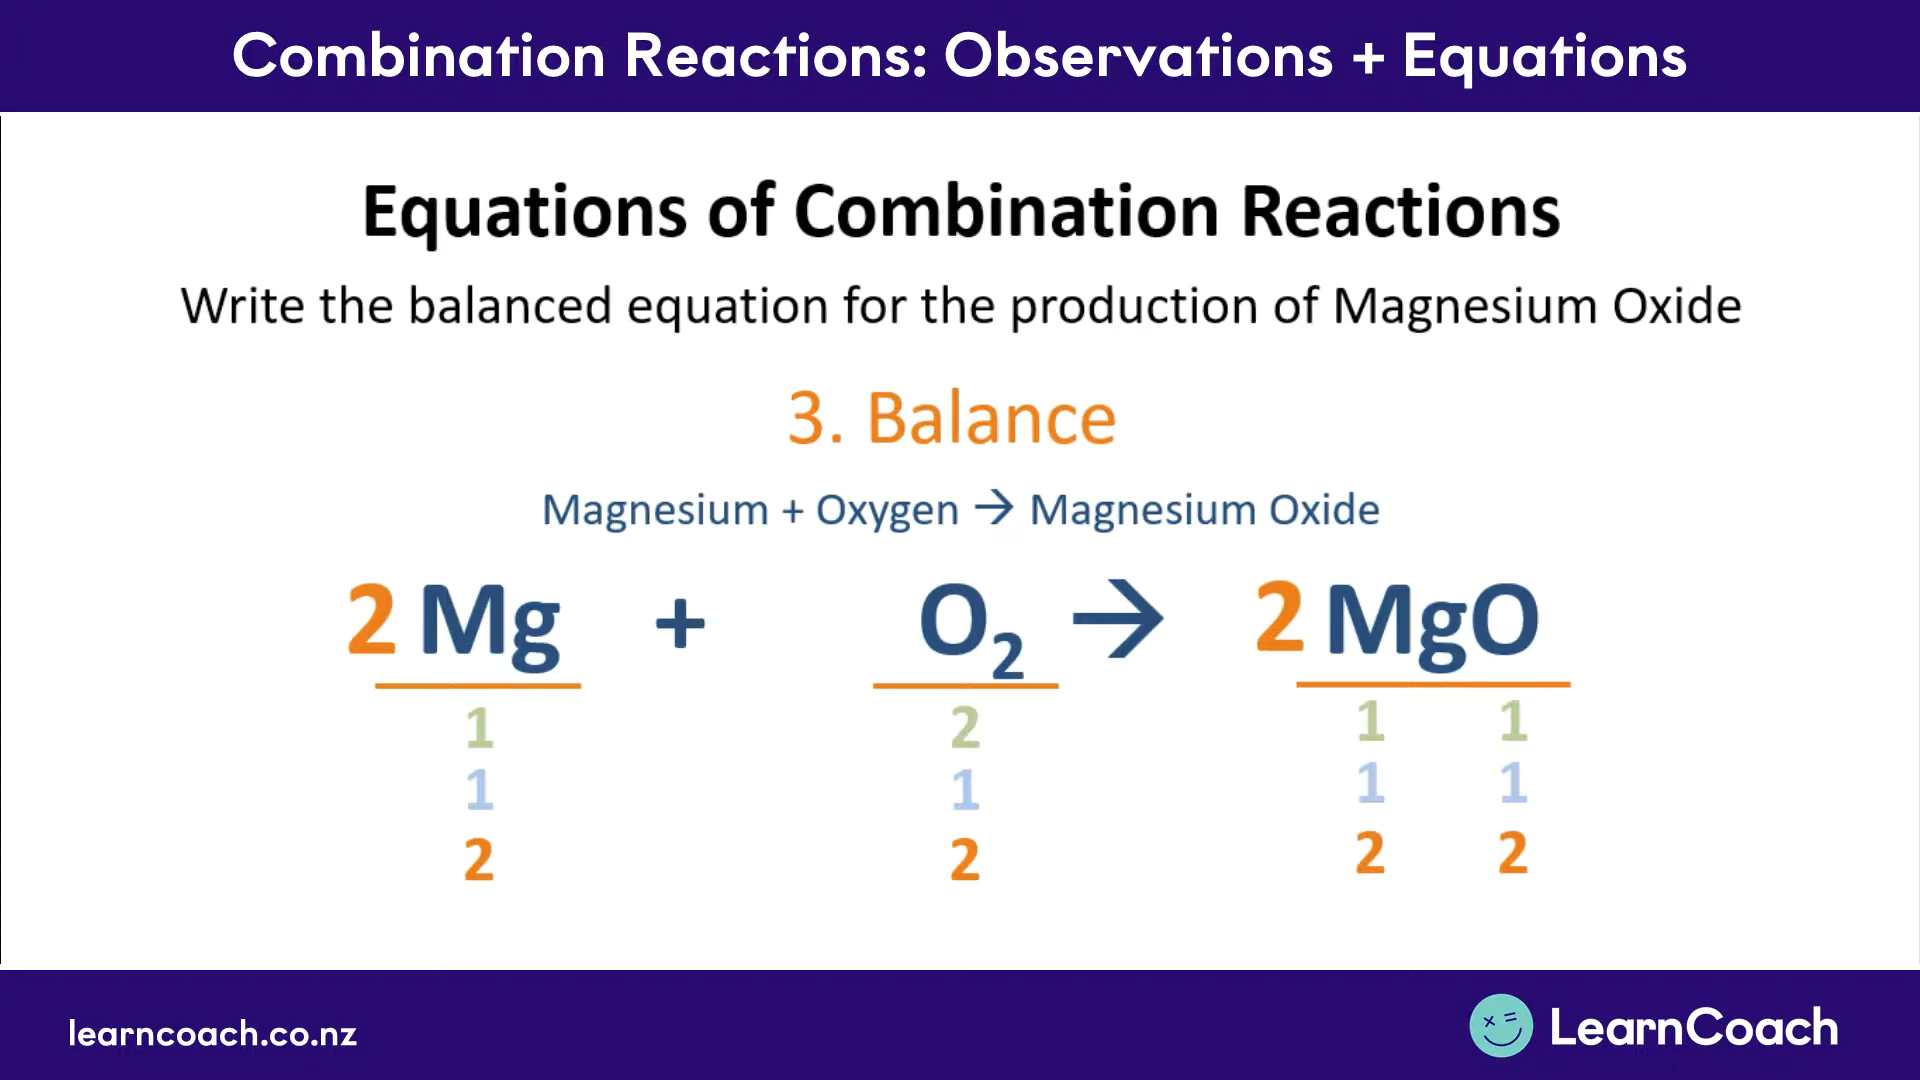 Combination Reactions: Observations + Equations
Equations of Combination Reactions
Write the balanced equation for the production of Magnesium Oxide
3. Balance
Magnesium + Oxygen → Magnesium Oxide
2 Mg + O₂ → 2 MgO
1 2 1 1
1 1 1 1
2 2 2 2
learncoach.co.nz
LearnCoach